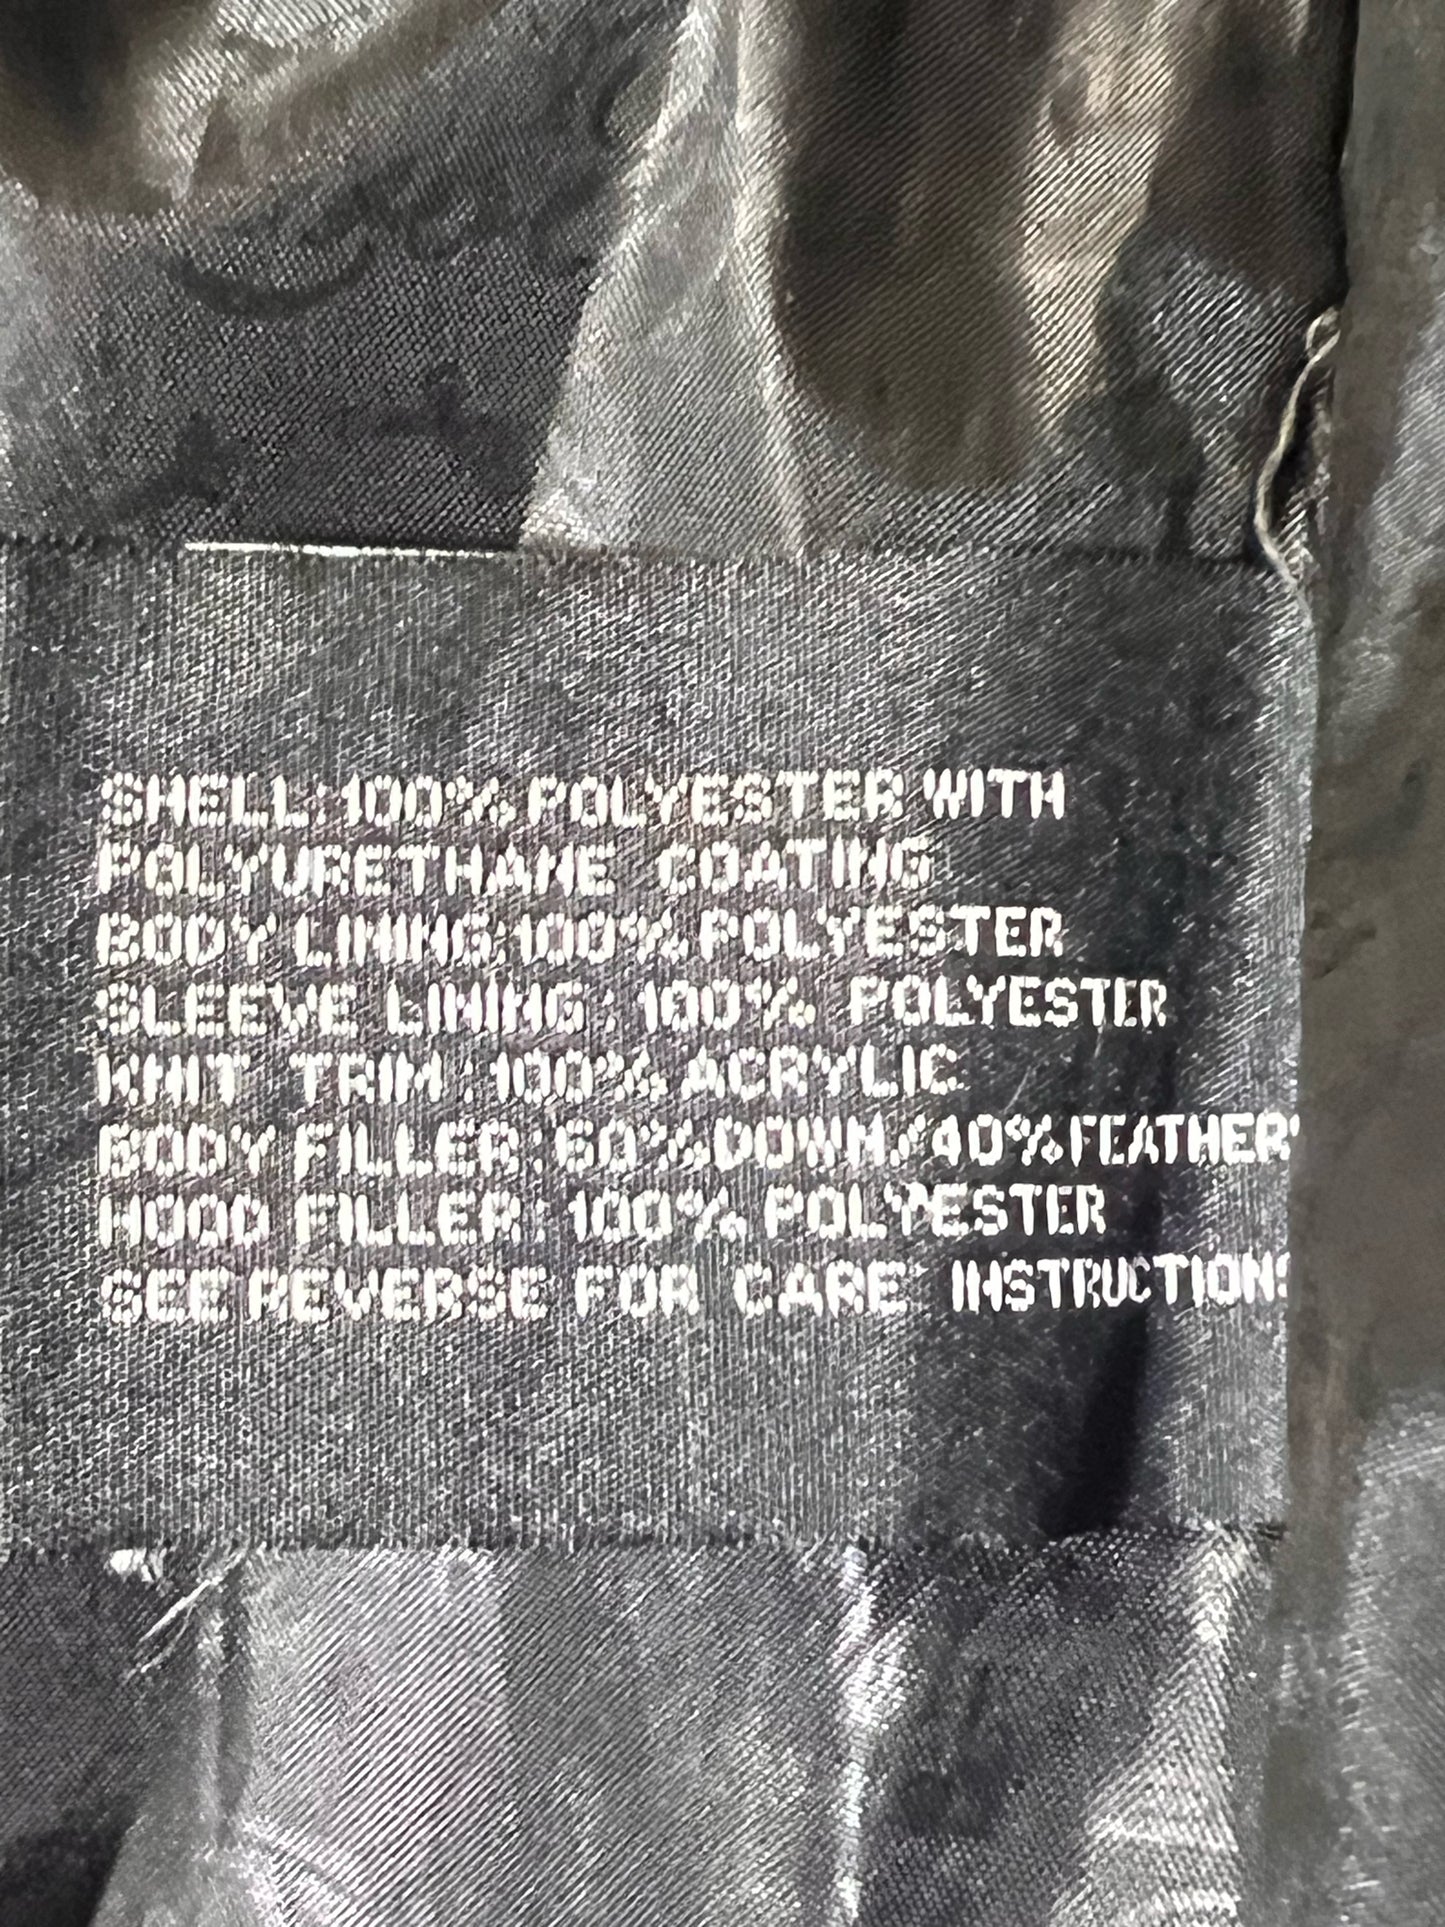 SHELL: 100% POLYESTER WITH
POLYURETHANE COATING
BODY LINING: 100% POLYESTER
SLEEVE LINING: 100% POLYESTER
KNIT TRIM: 100% ACRYLIC
BODY FILLER: 60% DOWN / 40% FEATHER
HOOD FILLER: 100% POLYESTER
SEE REVERSE FOR CARE INSTRUCTIONS